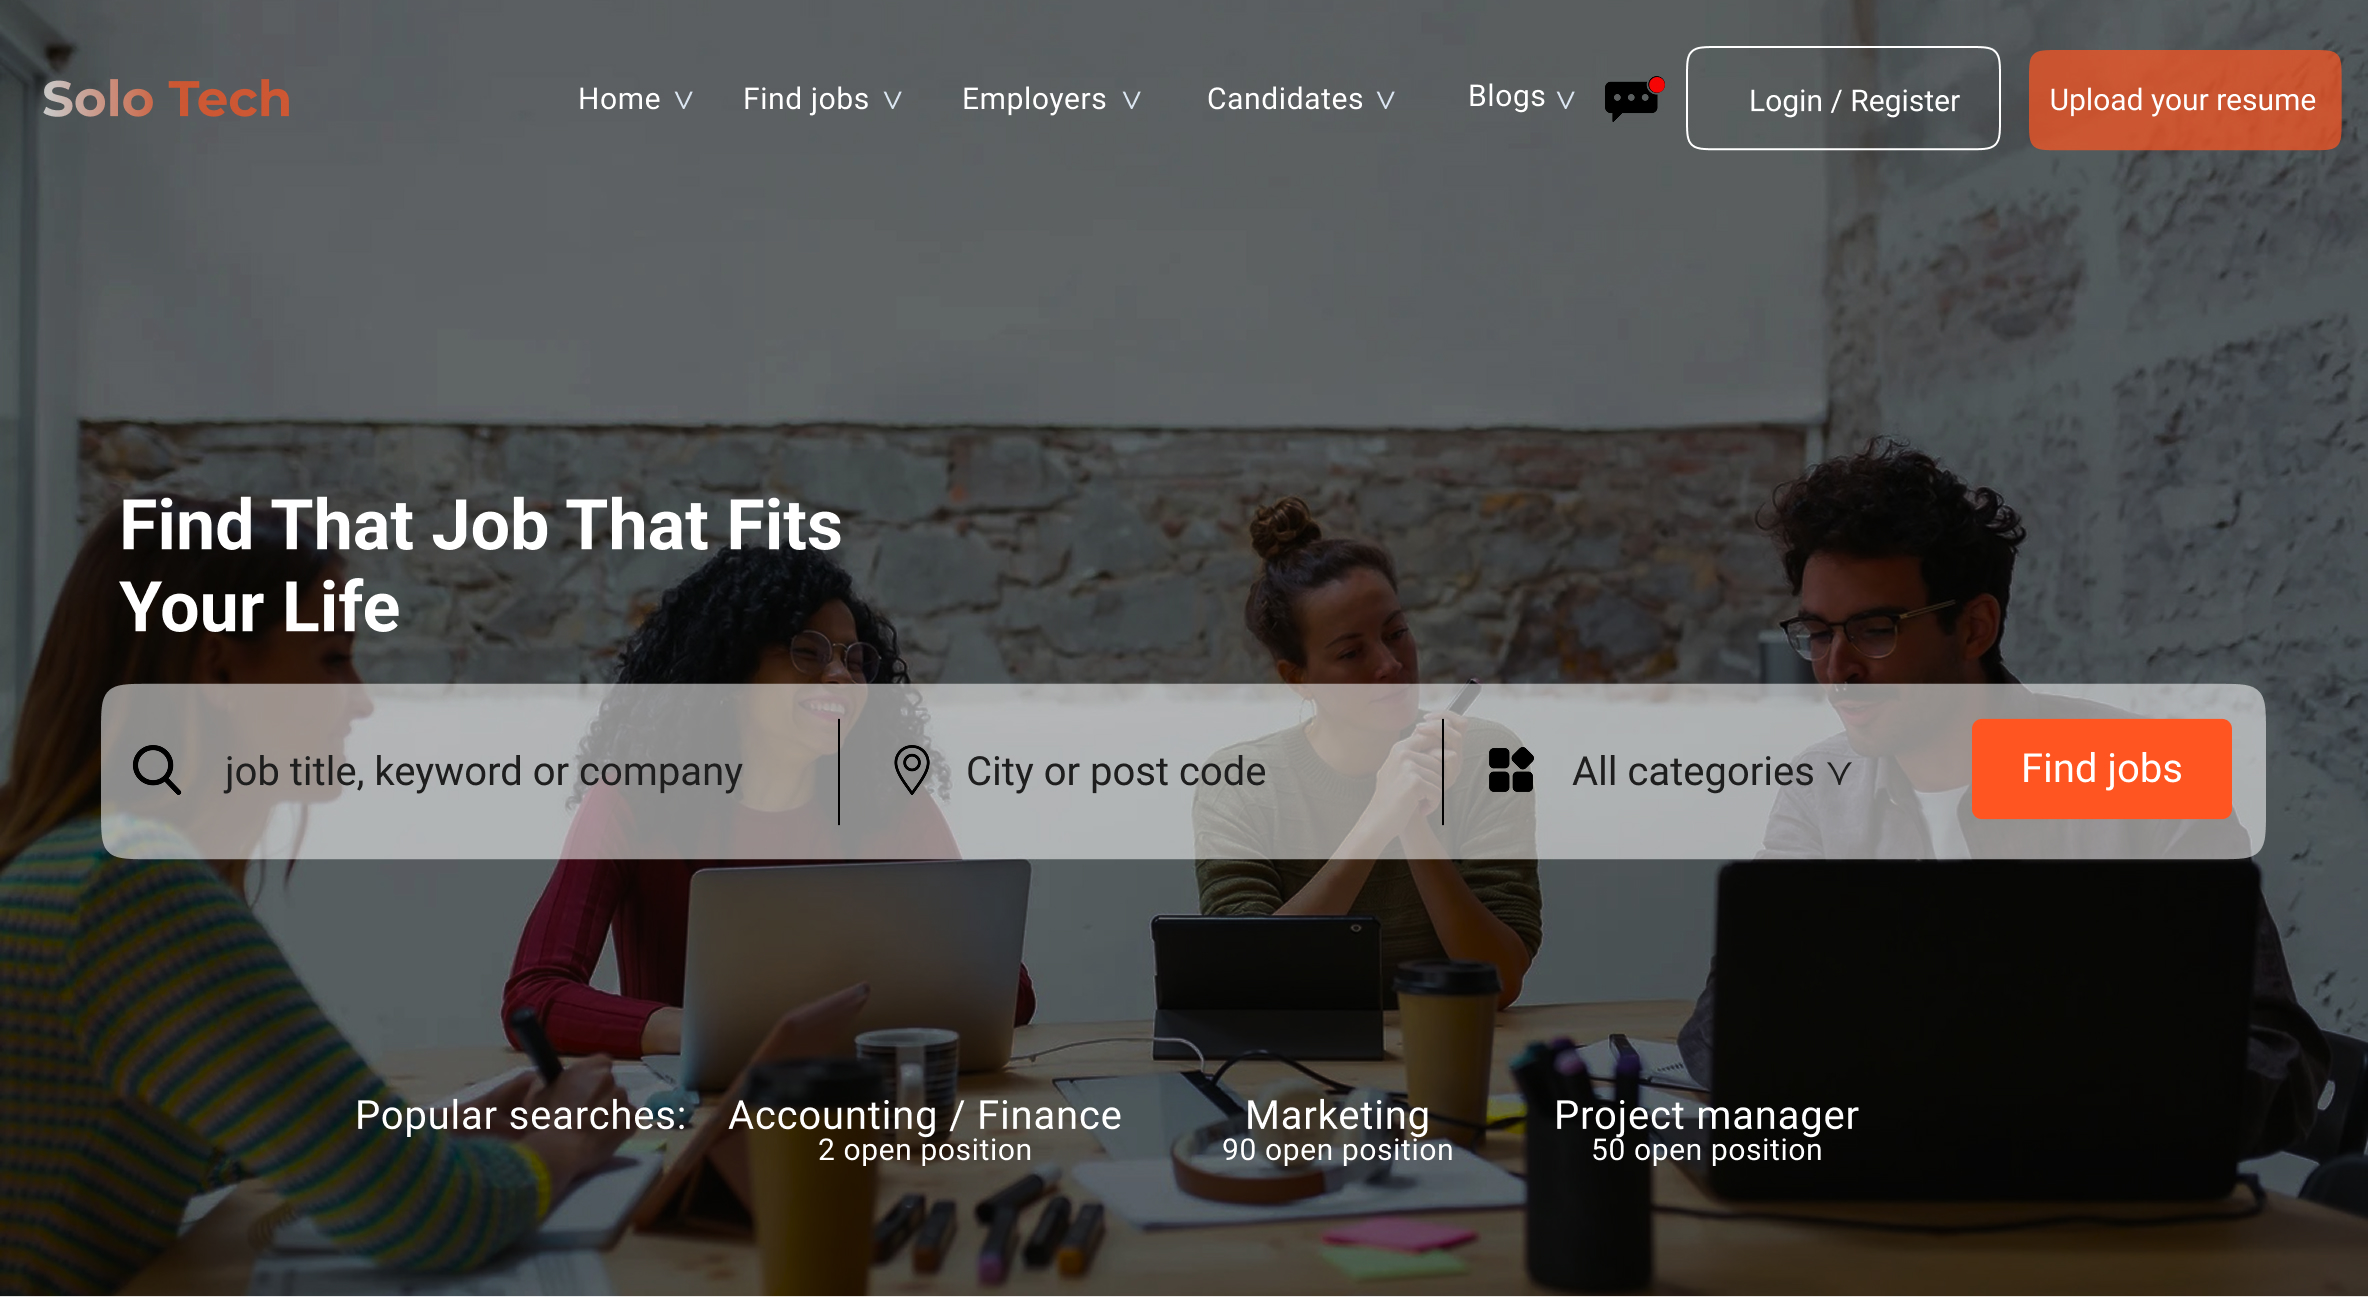 Solo Tech
Home
Find jobs
Employers
Candidates
Blogs
Login / Register
Upload your resume
Find That Job That Fits
Your Life
job title, keyword or company
City or post code
All categories
Find jobs
Popular searches:
Accounting / Finance
2 open position
Marketing
90 open position
Project manager
50 open position